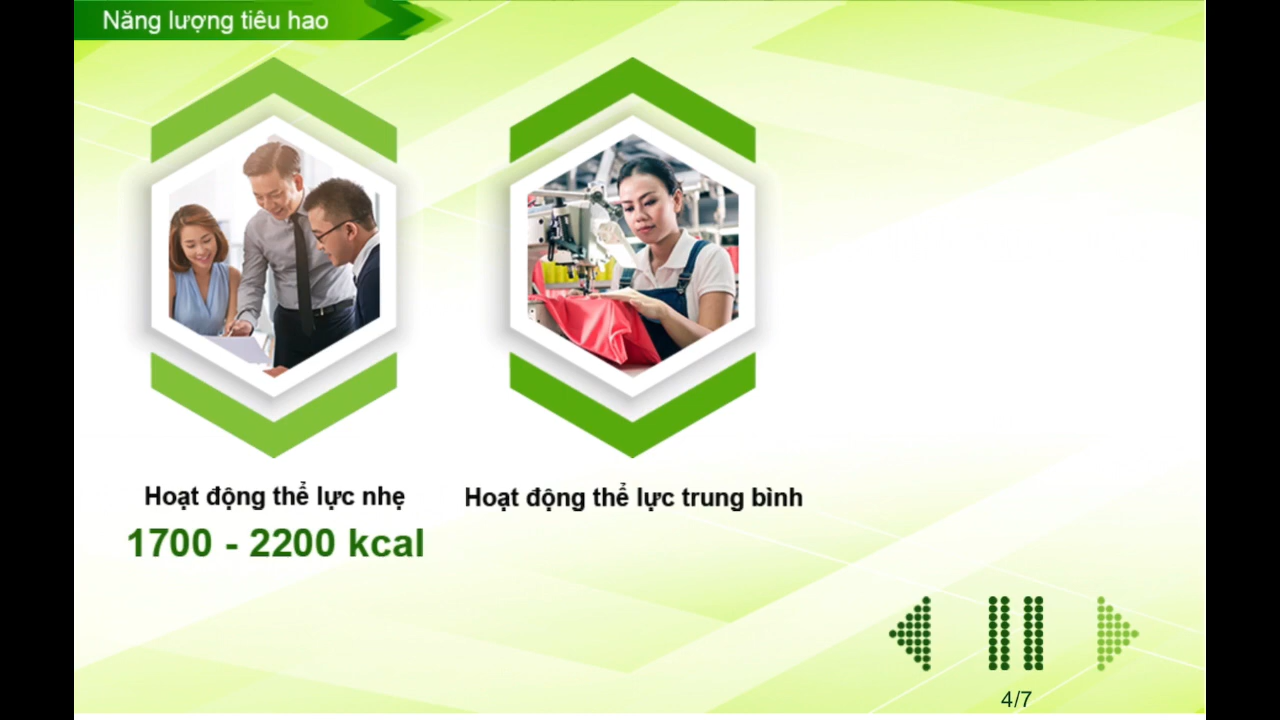 Năng lượng tiêu hao
Hoạt động thể lực nhẹ
1700 - 2200 kcal
Hoạt động thể lực trung bình
4/7